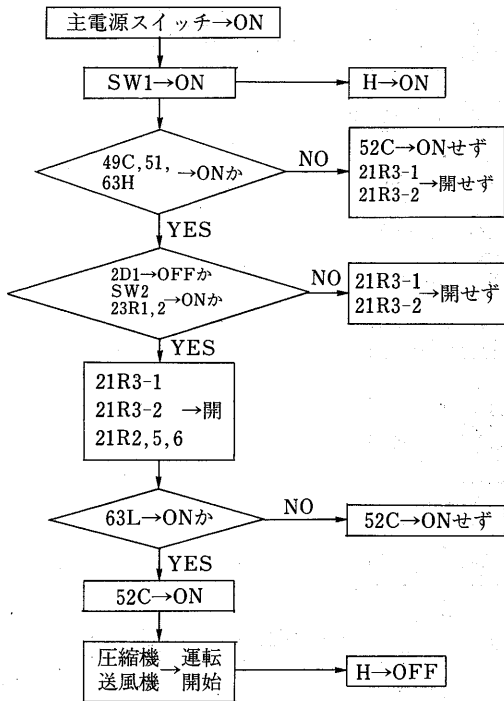 主電源スイッチ→ON
SW1→ON
H→ON
49C, 51,
63H →ONか
NO
52C→ONせず
21R3-1
21R3-2 →開せず
YES
2D1→OFFか
SW2
23R1,2 →ONか
NO
21R3-1
21R3-2 →開せず
YES
21R3-1
21R3-2 →開
21R2,5,6
63L→ONか
NO
52C→ONせず
YES
52C→ON
圧縮機→運転
送風機 開始
H→OFF